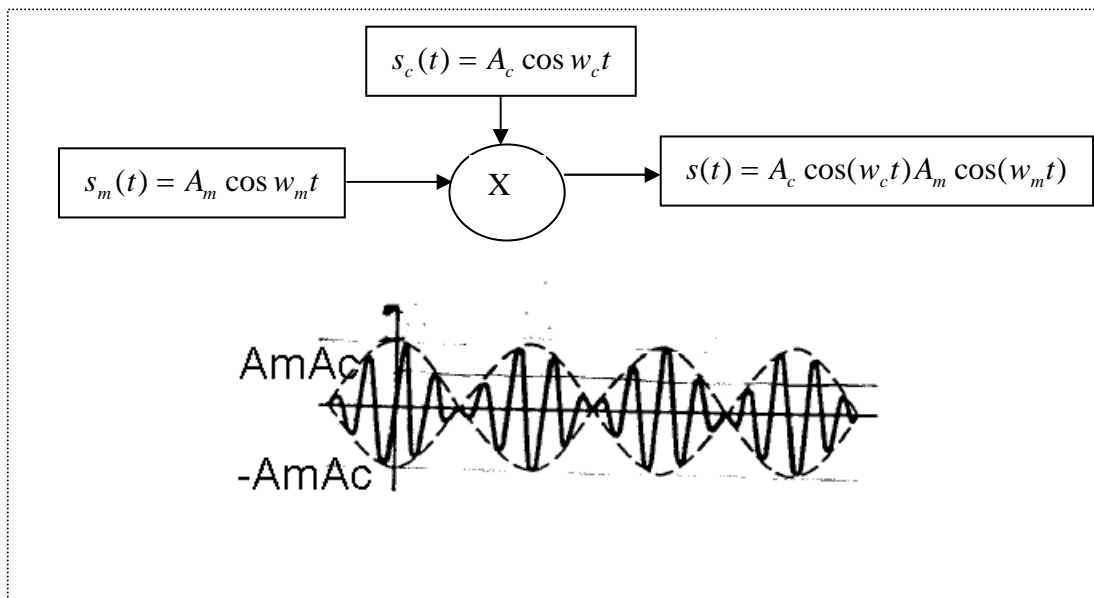 s_c(t) = A_c cos w_c t
s_m(t) = A_m cos w_m t
X
s(t) = A_c cos(w_c t)A_m cos(w_m t)
AmAc
-AmAc